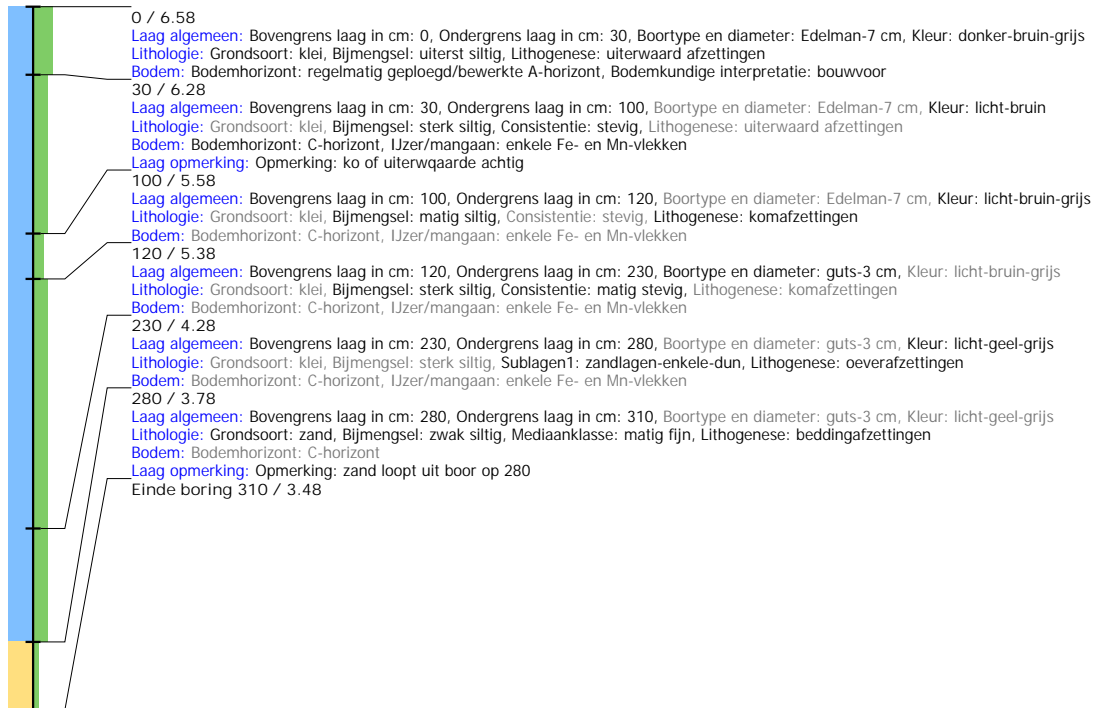 0 / 6.58
Laag algemeen: Bovengrens laag in cm: 0, Ondergrens laag in cm: 30, Boortype en diameter: Edelman-7 cm, Kleur: donker-bruin-grijs
Lithologie: Grondsoort: klei, Bijmengsel: uiterst siltig, Lithogenese: uiterwaard afzettingen
Bodem: Bodemhorizont: regelmatig geploegd/bewerkte A-horizont, Bodemkundige interpretatie: bouwvoor
30 / 6.28
Laag algemeen: Bovengrens laag in cm: 30, Ondergrens laag in cm: 100, Boortype en diameter: Edelman-7 cm, Kleur: licht-bruin
Lithologie: Grondsoort: klei, Bijmengsel: sterk siltig, Consistentie: stevig, Lithogenese: uiterwaard afzettingen
Bodem: Bodemhorizont: C-horizont, IJzer/mangaan: enkele Fe- en Mn-vlekken
Laag opmerking: Opmerking: ko of uiterwqaarde achtig
100 / 5.58
Laag algemeen: Bovengrens laag in cm: 100, Ondergrens laag in cm: 120, Boortype en diameter: Edelman-7 cm, Kleur: licht-bruin-grijs
Lithologie: Grondsoort: klei, Bijmengsel: matig siltig, Consistentie: stevig, Lithogenese: komafzettingen
Bodem: Bodemhorizont: C-horizont, IJzer/mangaan: enkele Fe- en Mn-vlekken
120 / 5.38
Laag algemeen: Bovengrens laag in cm: 120, Ondergrens laag in cm: 230, Boortype en diameter: guts-3 cm, Kleur: licht-bruin-grijs
Lithologie: Grondsoort: klei, Bijmengsel: sterk siltig, Consistentie: matig stevig, Lithogenese: komafzettingen
Bodem: Bodemhorizont: C-horizont, IJzer/mangaan: enkele Fe- en Mn-vlekken
230 / 4.28
Laag algemeen: Bovengrens laag in cm: 230, Ondergrens laag in cm: 280, Boortype en diameter: guts-3 cm, Kleur: licht-geel-grijs
Lithologie: Grondsoort: klei, Bijmengsel: sterk siltig, Sublagen1: zandlagen-enkele-dun, Lithogenese: oeverafzettingen
Bodem: Bodemhorizont: C-horizont, IJzer/mangaan: enkele Fe- en Mn-vlekken
280 / 3.78
Laag algemeen: Bovengrens laag in cm: 280, Ondergrens laag in cm: 310, Boortype en diameter: guts-3 cm, Kleur: licht-geel-grijs
Lithologie: Grondsoort: zand, Bijmengsel: zwak siltig, Mediaanklasse: matig fijn, Lithogenese: beddingafzettingen
Bodem: Bodemhorizont: C-horizont
Laag opmerking: Opmerking: zand loopt uit boor op 280
Einde boring 310 / 3.48